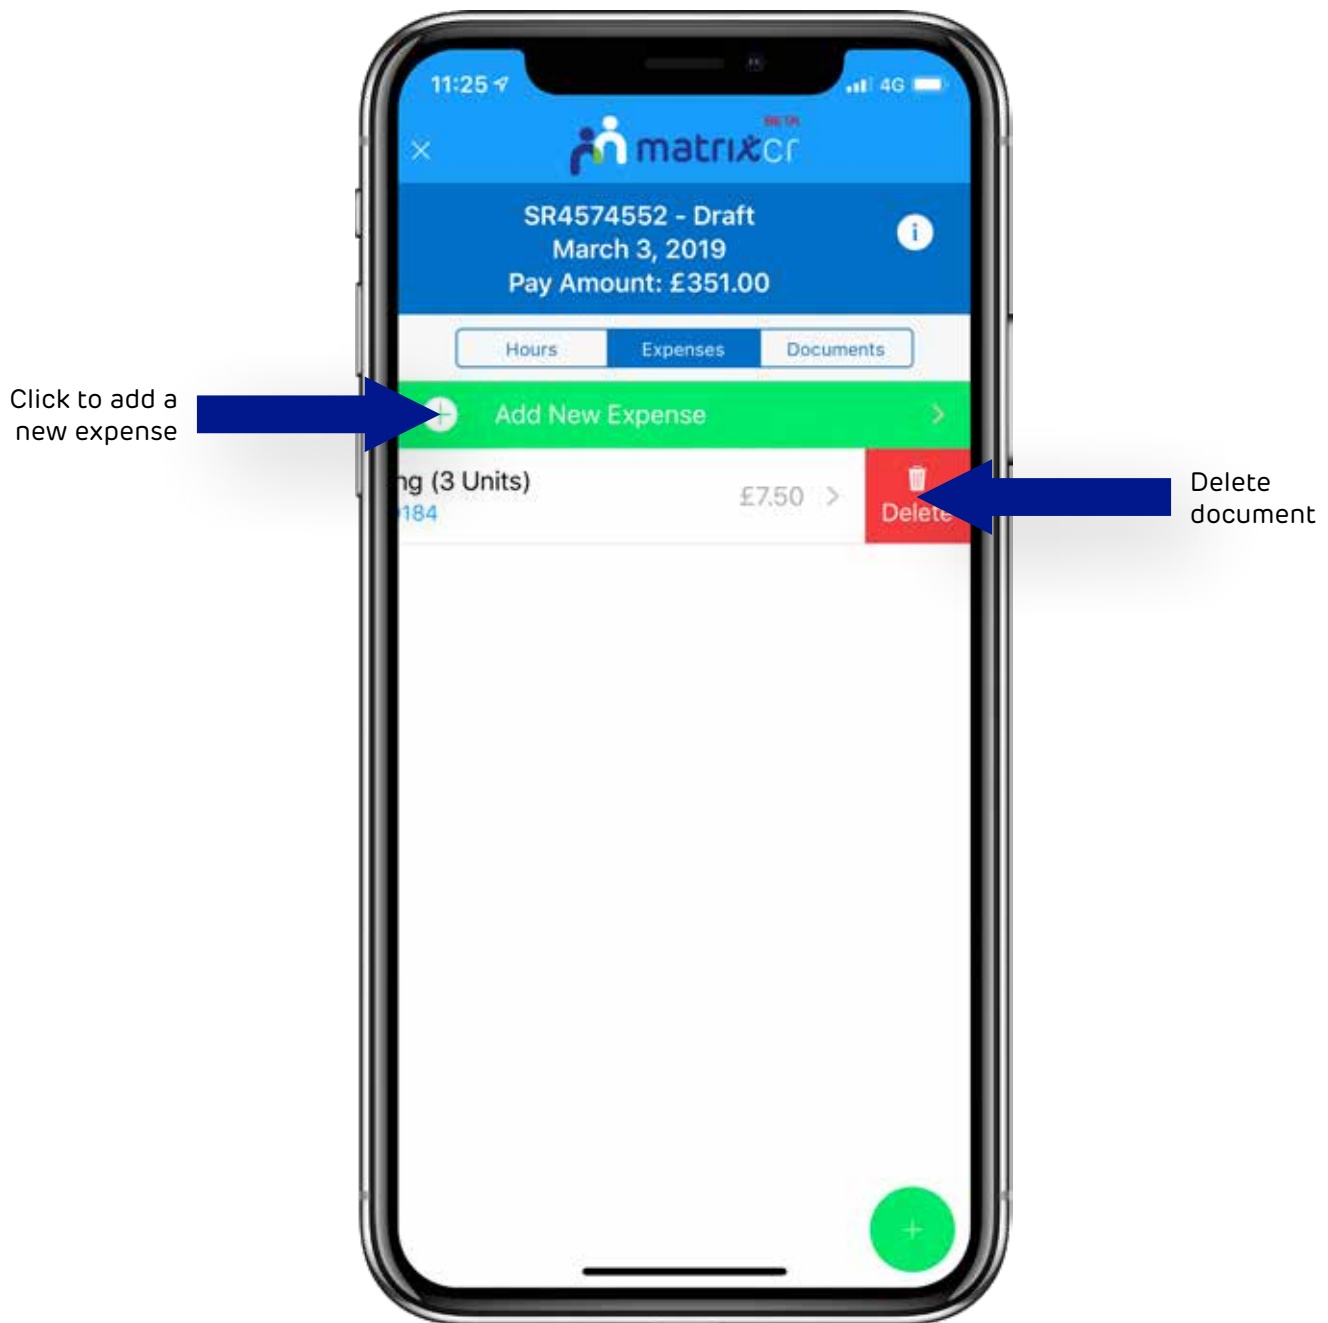 11:25 4G
BETA
matrixcr
SR4574552 - Draft
March 3, 2019
Pay Amount: £351.00
i
Hours Expenses Documents
Click to add a
new expense
+ Add New Expense >
ng (3 Units)
£7.50 >
184
Delete
Delete
document
+